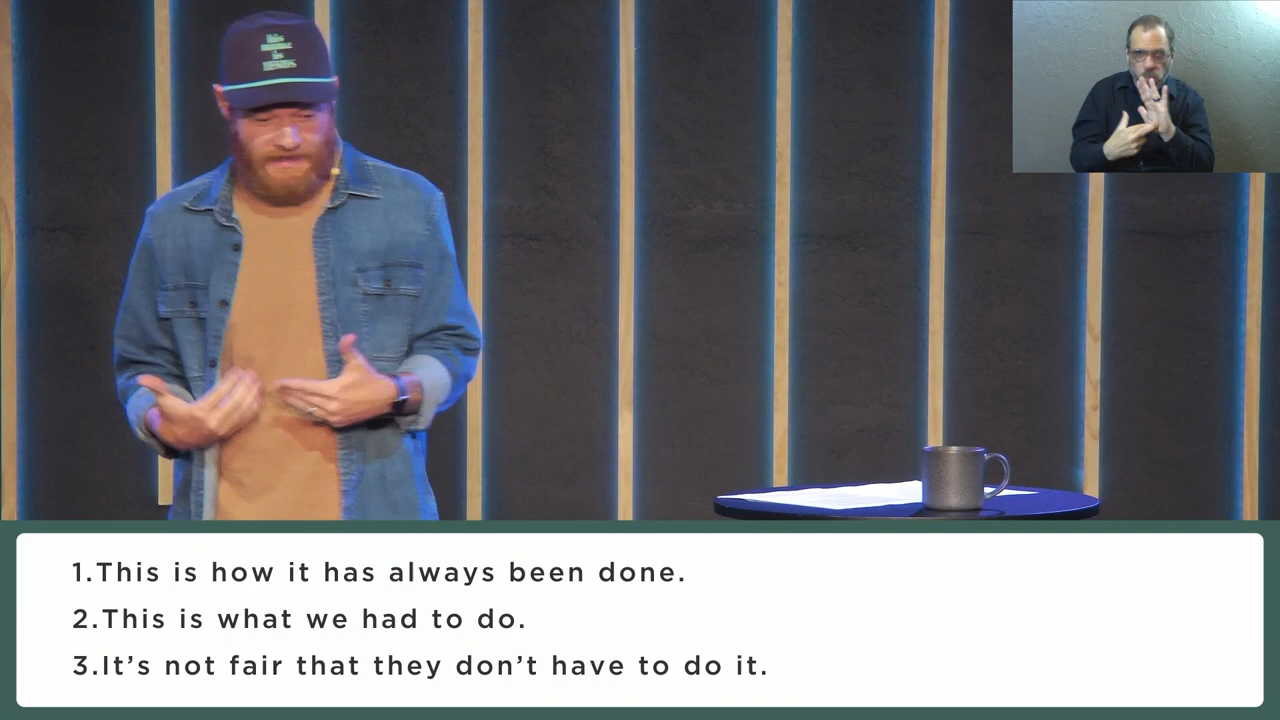 1.This is how it has always been done.
2.This is what we had to do.
3.It’s not fair that they don’t have to do it.